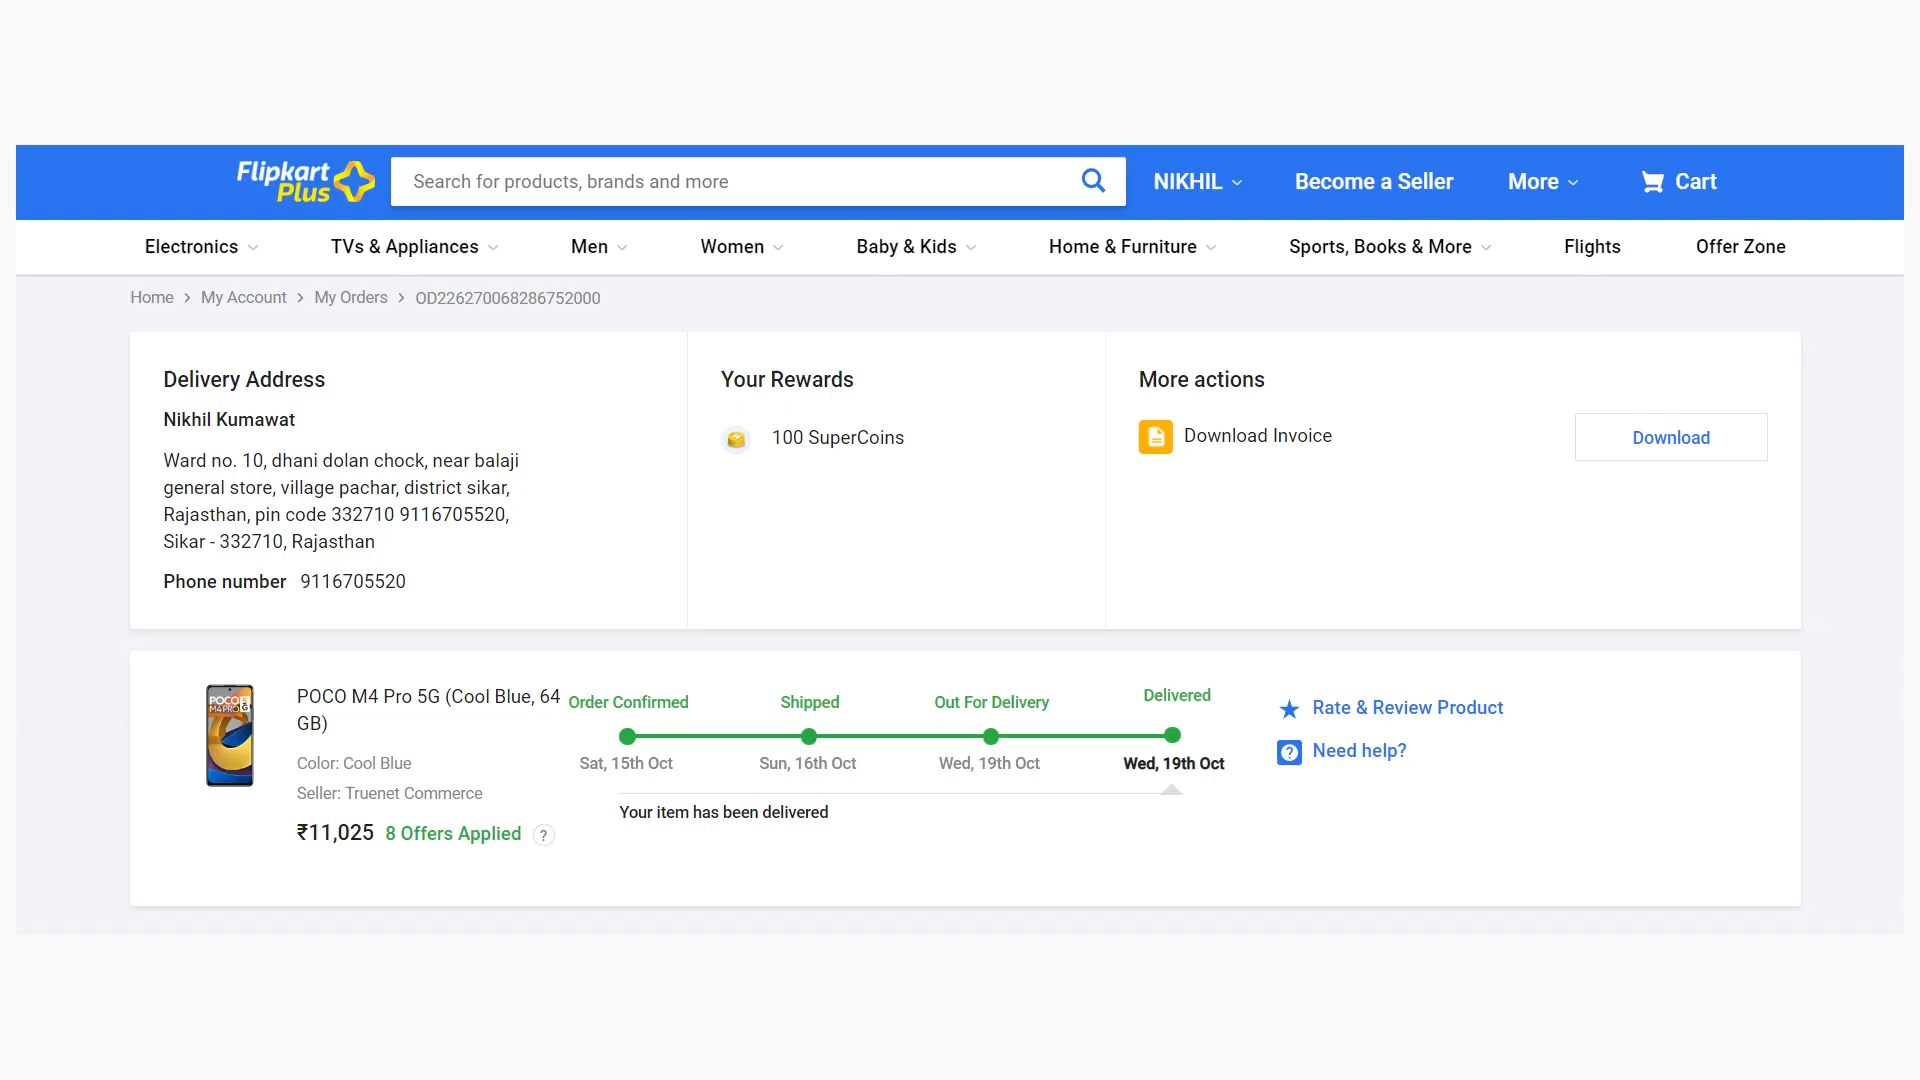 Flipkart
Plus
Search for products, brands and more
NIKHIL
Become a Seller
More
Cart
Electronics
TVs & Appliances
Men
Women
Baby & Kids
Home & Furniture
Sports, Books & More
Flights
Offer Zone
Home > My Account > My Orders > OD226270068286752000
Delivery Address
Nikhil Kumawat
Ward no. 10, dhani dolan chock, near balaji
general store, village pachar, district sikar,
Rajasthan, pin code 332710 9116705520,
Sikar - 332710, Rajasthan
Phone number 9116705520
Your Rewards
100 SuperCoins
More actions
Download Invoice
Download
POCO 5G
M4 PRO
POCO M4 Pro 5G (Cool Blue, 64
GB)
Color: Cool Blue
Seller: Truenet Commerce
₹11,025 8 Offers Applied ?
Order Confirmed
Shipped
Out For Delivery
Delivered
Sat, 15th Oct
Sun, 16th Oct
Wed, 19th Oct
Wed, 19th Oct
Your item has been delivered
Rate & Review Product
? Need help?